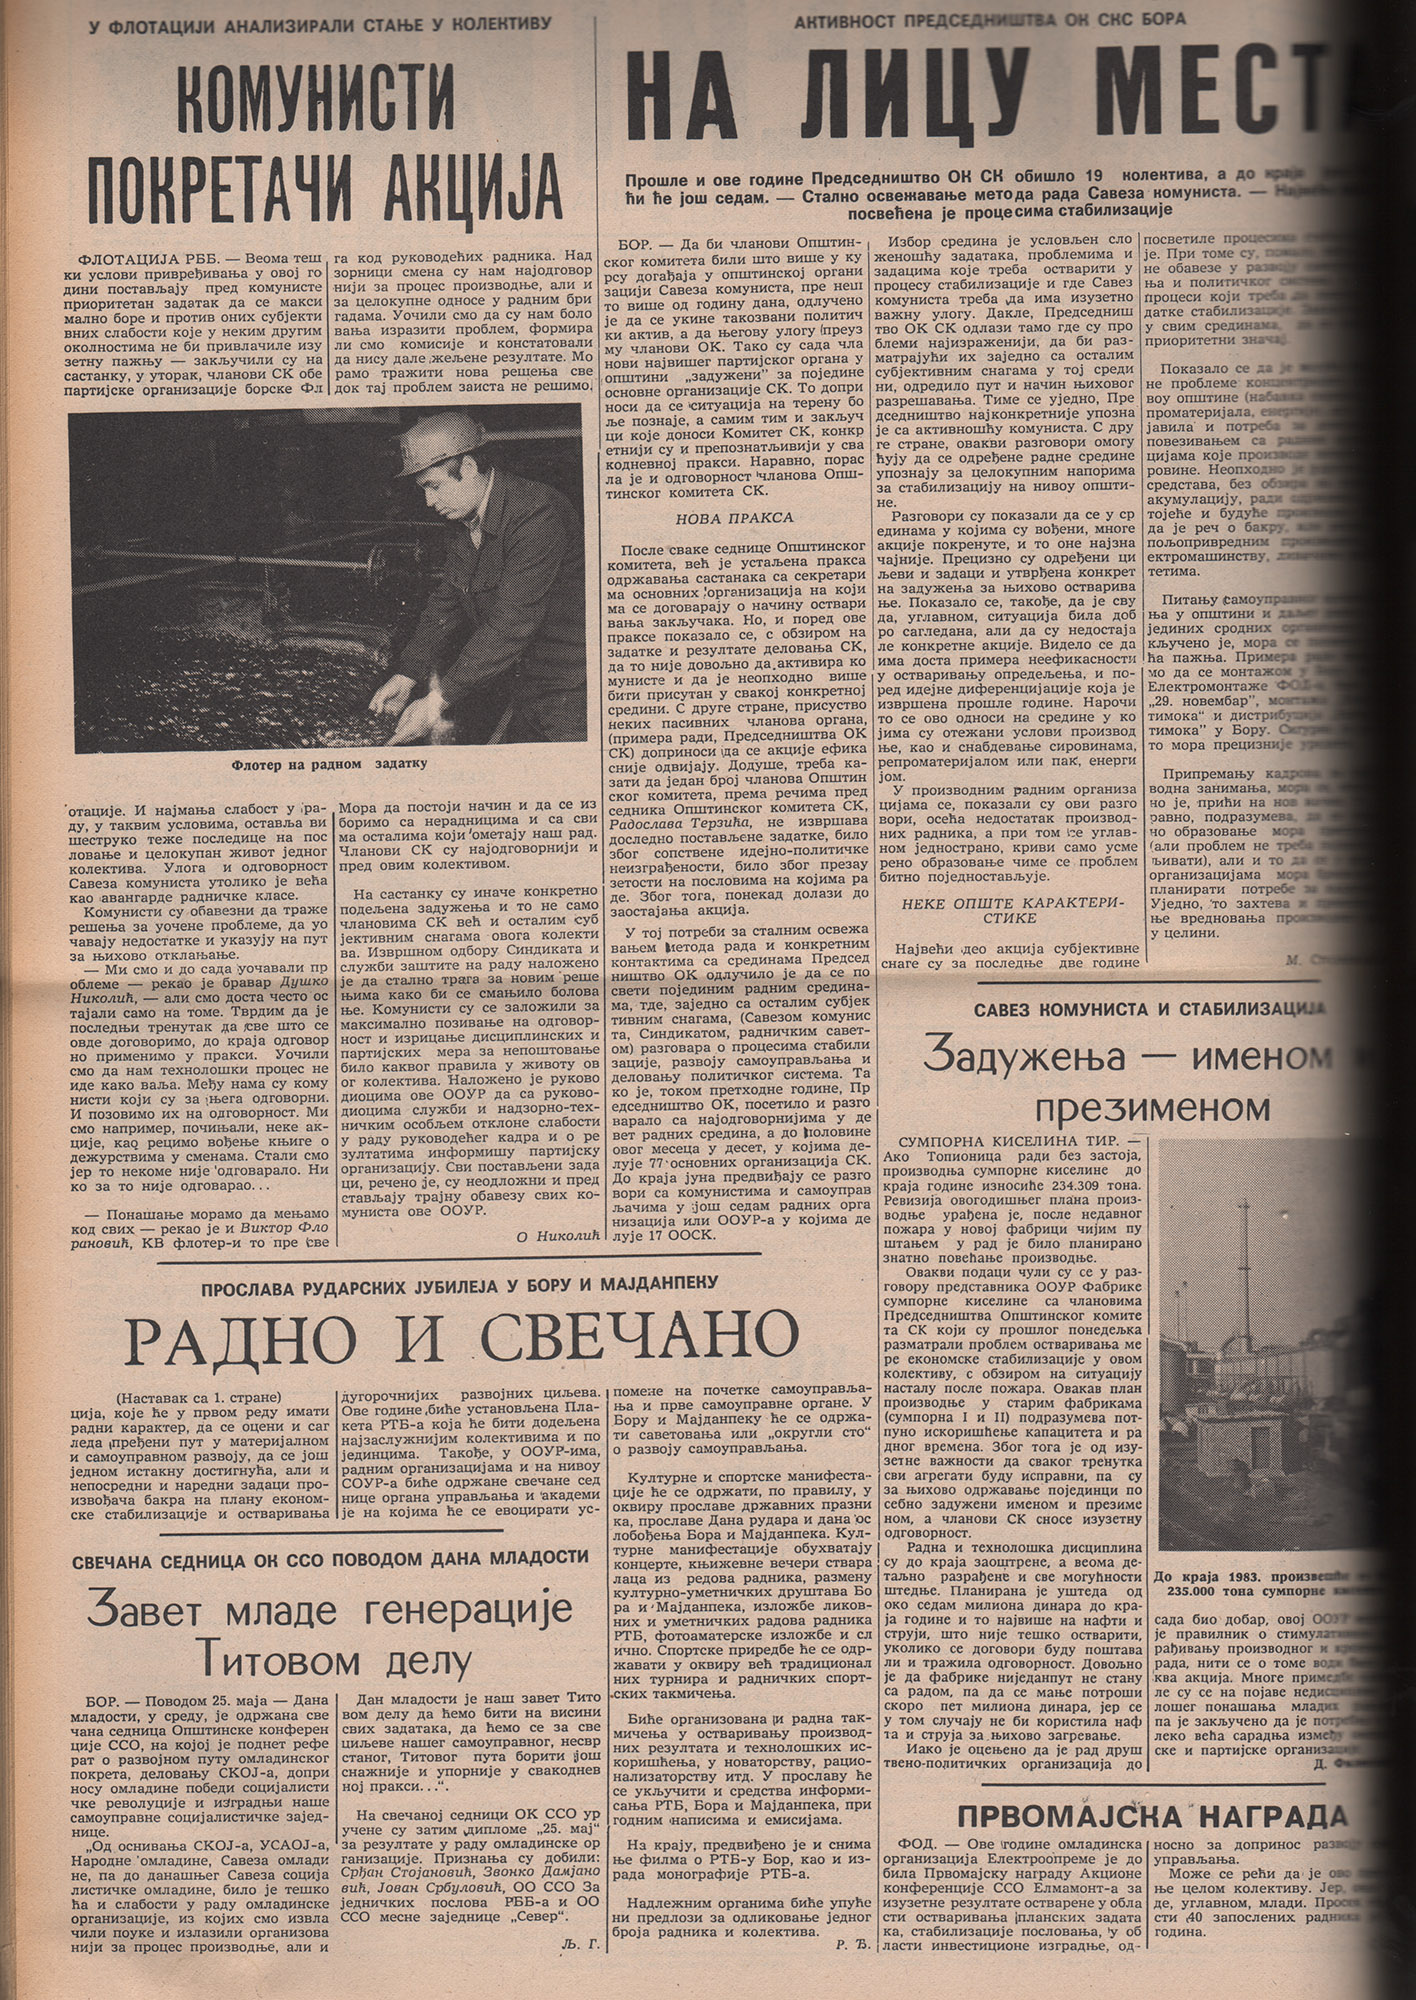 У ФЛОТАЦИЈИ АНАЛИЗИРАЛИ СТАЊЕ У КОЛЕКТИВУ
КОМУНИСТИ
ПОКРЕТАЧИ АКЦИЈА
ФЛОТАЦИЈА РББ. — Веома теш
ки услови привређивања у овој го
дини постављају пред комунисте
приоритетан задатак да се макси
мално боре и против оних субјекти
вних слабости које у неким другим
околностима не би привлачиле изу
зетну пажњу — закључили су на
састанку, у уторак, чланови СК обе
партијске организације борске Фл
га код руководећих радника. Над
зорници смена су нам најодговор
нији за процес производње, али и
за целокупне односе у радним бри
гадама. Уочили смо да су нам боло
вања изразити проблем, формира
ли смо комисије и констатовали
да нису дале жељене резултате. Мо
рамо тражити нова решења све
док тај проблем заиста не решимо,
Флотер на радном задатку
отације. И најмања слабост у ра-
ду, у таквим условима, оставља ви
шеструко теже последице на пос
ловање и целокупан живот једног
колектива. Улога и одговорност
Савеза комуниста утолико је већа
као авангарде радничке класе.
Комунисти су обавезни да траже
решења за уочене проблеме, да уо
чавају недостатке и указују на пут
за њихово отклањање.
— Ми смо и до сада уочавали пр
облеме — рекао је бравар Душко
Николић, — али смо доста често ос
тајали само на томе. Тврдим да је
последњи тренутак да све што се
овде договоримо, до краја одговор
но применимо у пракси. Уочили
смо да нам технолошки процес не
иде како ваља. Међу нама су кому
нисти који су за њега одговорни.
И позовимо их на одговорност. Ми
смо например, почињали, неке ак-
ције, као рецимо вођење књиге о
дежурствима у сменама. Стали смо
јер то некоме није одговарало. Ни
ко за то није одговарао...
— Понашање морамо да мењамо
код свих — рекао је и Виктор Фло
рановић, КВ флотер-и то пре све
Мора да постоји начин и да се из
боримо са нерадницима и са сви
ма осталима који ометају наш рад.
Чланови СК су најодговорнији и
пред овим колективом.
На састанку су иначе конкретно
подељена задужења и то не само
члановима СК већ и осталим суб
јективним снагама овога колекти
ва. Извршном одбору Синдиката и
служби заштите на раду наложено
је да стално трага за новим реше
њима како би се смањило болова
ње. Комунисти су се заложили за
максимално позивање на одговор-
ност и изрицање дисциплинских и
партијских мера за непоштовање
било каквог правила у животу ов
ог колектива. Наложено је руково
диоцима ове ООУР да са руково-
диоцима служби и надзорно-тех-
ничким особљем отклоне слабости
у раду руководећег кадра и о ре
зултатима информишу партијску
организацију. Сви постављени зада
ци, речено је, су неодложни и пред
стављају трајну обавезу свих ко-
муниста ове ООУР.
О Николић
АКТИВНОСТ ПРЕДСЕДНИШТВА ОК СКС БОРА
НА ЛИЦУ МЕСТА
Прошле и ове године Председништво ОК СК обишло 19 колектива, а до краја
ћи ће још седам. — Стално освежавање метода рада Савеза комуниста. —
посвећена је процесима стабилизације
БОР. — Да би чланови Општин-
ског комитета били што више у ку
рсу догађаја у општинској органи
зацији Савеза комуниста, пре неш
то више од годину дана, одлучено
је да се укине такозвани политич
ки актив, а да његову улогу преуз
му чланови ОК. Тако су сада чла
нови највишег партијског органа у
општини „задужени" за поједине
основне организације СК. То допри
носи да се ситуација на терену бо
ље познаје, а самим тим и закључ
ци које доноси Комитет СК, конкр
етнији су и препознатљивији у сва
кодневној пракси. Наравно, порас
ла је и одговорност чланова Опш-
тинског комитета СК.
НОВА ПРАКСА
После сваке седнице Општинског
комитета, већ је устаљена пракса
одржавања састанака са секретари
ма основних организација на који
ма се договарају о начину оствари
вања закључака. Но, и поред ове
праксе показало се, с обзиром на
задатке и резултате деловања СК,
да то није довољно да активира ко
мунисте и да је неопходно више
бити присутан у свакој конкретној
средини. С друге стране, присуство
неких пасивних чланова органа,
(примера ради, Председништва ОК
СК) доприноси да се акције ефика
сније одвијају. Додуше, треба ка-
зати да један број чланова Општин
ског комитета, према речима пред
седника Општинског комитета СК,
Радослава Терзића, не извршава
доследно постављене задатке, било
због сопствене идејно-политичке
неизграђености, било због презау
зетости на пословима на којима ра
де. Због тога, понекад долази до
заостајања акција.
У тој потреби за сталним освежа
вањем метода рада и конкретним
контактима са срединама Председ
ништво ОК одлучило је да се по
свети појединим радним средина-
ма, где, заједно са осталим субјек
тивним снагама, (Савезом комунис
та, Синдикатом, радничким савет-
ом) разговара о процесима стабили
зације, развоју самоуправљања и
деловању политичког система. Та
ко је, током претходне године, Пр
едседништво ОК, посетило и разго
варало са најодговорнијима у де
вет радних средина, а до половине
овог месеца у десет, у којима де-
лује 77 основних организација СК.
До краја јуна предвиђају се разго
вори са комунистима и самоуправ
љачима у још седам радних орга
низација или ООУР-а у којима де
лује 17 ООСК.
Избор средина је условљен сло
женошћу задатака, проблемима и
задацима које треба остварити у
процесу стабилизације и где Савез
комуниста треба да има изузетно
важну улогу. Дакле, Председниш
тво ОК СК одлази тамо где су про
блеми најизраженији, да би раз-
матрајући их заједно са осталим
субјективним снагама у тој среди
ни, одредило пут и начин њиховог
разрешавања. Тиме се уједно, Пре
дседништво најконкретније упозна
је са активношћу комуниста. С дру
ге стране, овакви разговори омогу
ћују да се одређене радне средине
упознају за целокупним напорима
за стабилизацију на нивоу општи-
не.
Разговори су показали да се у ср
единама у којима су вођени, многе
акције покренуте, и то оне најзна
чајније. Прецизно су одређени ци
љеви и задаци и утврђена конкрет
на задужења за њихово остварива
ње. Показало се, такође, да је сву
да, углавном, ситуација била доб
ро сагледана, али да су недостаја
ле конкретне акције. Видело се да
има доста примера неефикасности
у остваривању опредељења, и по-
ред идејне диференцијације која је
извршена прошле године. Нарочи
то се ово односи на средине у ко
јима су отежани услови производ
ње, као и снабдевање сировинама,
репроматеријалом или пак, енерги
јом.
У производним радним организа
цијама се, показали су ови разго
вори, осећа недостатак производ-
них радника, а при том се углав-
ном једнострано, криви само усме
рено образовање чиме се проблем
битно поједностављује.
НЕКЕ ОПШТЕ КАРАКТЕРИ-
СТИКЕ
Највећи део акција субјективне
снаге су за последње две године
посветиле процесима
је. При томе су,
не обавезе у
ња и политичког
процеси који треба
датке стабилизације
у свим срединама,
приоритетни значај.
Показало се да је
не проблеме
воу општине (набавка
проматеријала,
јавила и потреба
повезивањем са
цијама које
ровине. Неопходно
средстава, без обзира
акумулацију, ради
тојеће и будуће
да је реч о бакру,
пољопривредним
ектромашинству,
тетима.
Питању самоуправног
ња у општини и даљег
јединих сродних
кључено је, мора се
ћа пажња. Примера
мо да се монтажом у
Електромонтаже ФОД-а
„29. новембар",
тимока" и дистрибуције
тимока" у Бору.
то мора прецизније
Припремању кадрова
водна занимања, мора
но је, прићи на нов
равно, подразумева,
но образовање мора
(али проблем не треба
њивати), али и то да се
организацијама мора
планирати потребе за
Уједно, то захтева и
ње вредновања
у целини.
М.
САВЕЗ КОМУНИСТА И СТАБИЛИЗАЦИЈА
Задужења — именом
презименом
СУМПОРНА КИСЕЛИНА ТИР. —
Ако Топионица ради без застоја,
производња сумпорне киселине до
краја године износиће 234.309 тона.
Ревизија овогодишњег плана произ-
водње урађена је, после недавног
пожара у новој фабрици чијим пу
штањем у рад је било планирано
знатно повећање производње.
Овакви подаци чули су се у раз-
говору представника ООУР Фабрике
сумпорне киселине са члановима
Председништва Општинског комите
та СК који су прошлог понедељка
разматрали проблем остваривања ме
ре економске стабилизације у овом
колективу, с обзиром на ситуацију
насталу после пожара. Овакав план
производње у старим фабрикама
(сумпорна I и II) подразумева пот-
пуно искоришћење капацитета и ра
дног времена. Због тога је од изу-
зетне важности да сваког тренутка
сви агрегати буду исправни, па су
за њихово одржавање појединци по
себно задужени именом и презиме
ном, а чланови СК сносе изузетну
одговорност.
Радна и технолошка дисциплина
су до краја заоштрене, а веома де-
таљно разрађене и све могућности
штедње. Планирана је уштеда од
око седам милиона динара до кра-
ја године и то највише на нафти и
струји, што није тешко остварити,
уколико се договори буду поштава
ли и тражила одговорност. Довољно
је да фабрике ниједанпут не стану
са радом, па да се мање потроши
скоро пет милиона динара, јер се
у том случају не би користила наф
та и струја за њихово загревање.
Иако је оцењено да је рад друш
твено-политичких организација до
До краја 1983.
235.000 тона сумпорне
сада био добар, овој ООУР
је правилник о
рађивању производног и
рада, нити се о томе води
ква акција. Многе
ле су се на појаве
лошег понашања младих
па је закључено да је
леко већа сарадња између
ске и партијске организације
Д.
ПРОСЛАВА РУДАРСКИХ ЈУБИЛЕЈА У БОРУ И МАЈДАНПЕКУ
РАДНО И СВЕЧАНО
(Наставак са 1. стране)
ција, које ће у првом реду имати
радни карактер, да се оцени и саг
леда пређени пут у материјалном
и самоуправном развоју, да се још
једном истакну достигнућа, али и
непосредни и наредни задаци про-
извођача бакра на плану економ-
ске стабилизације и остваривања
дугорочнијих развојних циљева.
Ове године биће установљена Пла-
кета РТБ-а која ће бити додељена
најзаслужнијим колективима и по
јединцима. Такође, у ООУР-има,
радним организацијама и на нивоу
СОУР-а биће одржане свечане сед
нице органа управљања и академи
је на којима ће се евоцирати ус-
помене на почетке самоуправља-
ња и прве самоуправне органе. У
Бору и Мајданпеку ће се одржа-
ти саветовања или „округли сто"
о развоју самоуправљања.
Културне и спортске манифеста-
ције ће се одржати, по правилу, у
оквиру прославе државних празни
ка, прославе Дана рудара и дана ос
лобођења Бора и Мајданпека. Кул-
турне манифестације обухватају
концерте, књижевне вечери ствара
лаца из редова радника, размену
културно-уметничких друштава Бо
ра и Мајданпека, изложбе ликов-
них и уметничких радова радника
РТБ, фотоаматерске изложбе и сл
ично. Спортске приредбе ће се одр-
жавати у оквиру већ традиционал
них турнира и радничких спорт-
ских такмичења.
Биће организована и радна так-
мичења у остваривању производ-
них резултата и технолошких ис-
коришћења, у новаторству, рацио-
нализаторству итд. У прославу ће
се укључити и средства информи-
сања РТБ, Бора и Мајданпека, при
годним написима и емисијама.
На крају, предвиђено је и снима
ње филма о РТБ-у Бор, као и из-
рада монографије РТБ-а.
Надлежним органима биће упуће
ни предлози за одликовање једног
броја радника и колектива.
Р. Ђ.
СВЕЧАНА СЕДНИЦА ОК ССО ПОВОДОМ ДАНА МЛАДОСТИ
Завет младе генерације
Титовом делу
БОР. — Поводом 25. маја — Дана
младости, у среду, је одржана све
чана седница Општинске конферен
ције ССО, на којој је поднет рефе
рат о развојном путу омладинског
покрета, деловању СКОЈ-а, допри
носу омладине победи социјалисти
чке револуције и изградњи наше
самоуправне социјалистичке зајед-
нице.
„Од оснивања СКОЈ-а, УСАОЈ-а,
Народне омладине, Савеза омлади
не, па до данашњег Савеза соција
листичке омладине, било је тешко
ћа и слабости у раду омладинске
организације, из којих смо извла
чили поуке и излазили организова
нији за процес производње, али и
Дан младости је наш завет Тито
вом делу да ћемо бити на висини
свих задатака, да ћемо се за све
циљеве нашег самоуправног, несвр
станог, Титовог пута борити још
снажније и упорније у свакоднев
ној пракси...".
На свечаној седници ОК ССО ур
учене су затим дипломе „25. мај"
за резултате у раду омладинске ор
ганизације. Признања су добили:
Срђан Стојановић, Звонко Дамјано
вић, Јован Србуловић, ОО ССО За
једничких послова РББ-а и ОО
ССО месне заједнице „Север".
Љ. Г.
ПРВОМАЈСКА НАГРАДА
ФОД. — Ове године омладинска
организација Електроопреме је до
била Првомајску награду Акционе
конференције ССО Елмамонт-а за
изузетне резултате остварене у обла
сти остваривања планских задата
ка, стабилизације пословања, у об
ласти инвестиционе изградње, од-
носно за допринос
управљања.
Може се рећи да је
ње целом колективу. Јер,
де, углавном, млади.
сти 40 запослених
година.